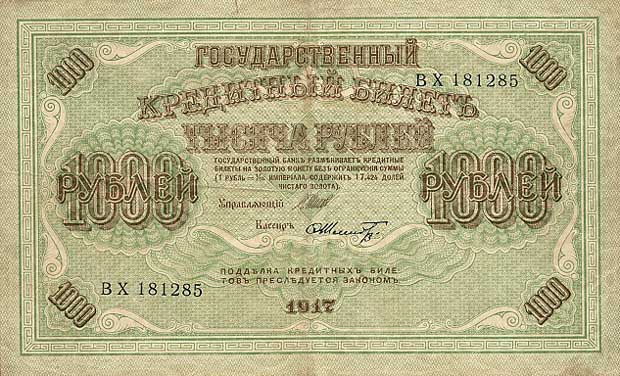 1000
ГОСУДАРСТВЕННЫЙ
1000
ВХ 181285
КРЕДИТНЫЙ БИЛЕТЪ
ТЫСЯЧА РУБЛЕЙ
1000
РУБЛЕЙ
ГОСУДАРСТВЕННЫЙ БАНКЪ РАЗМѢНИВАЕТЪ КРЕДИТНЫЕ
БИЛЕТЫ НА ЗОЛОТУЮ МОНЕТУ БЕЗЪ ОГРАНИЧЕНІЯ СУММЫ
(1 РУБЛЬ = 1/15 ИМПЕРІАЛА, СОДЕРЖИТЪ 17,424 ДОЛЕЙ
ЧИСТАГО ЗОЛОТА).
1000
РУБЛЕЙ
Управляющій
Кассиръ
ПОДДѢЛКА КРЕДИТНЫХЪ БИЛЕ-
ТОВЪ ПРЕСЛѢДУЕТСЯ ЗАКОНОМЪ.
ВХ 181285
1000
1917
1000